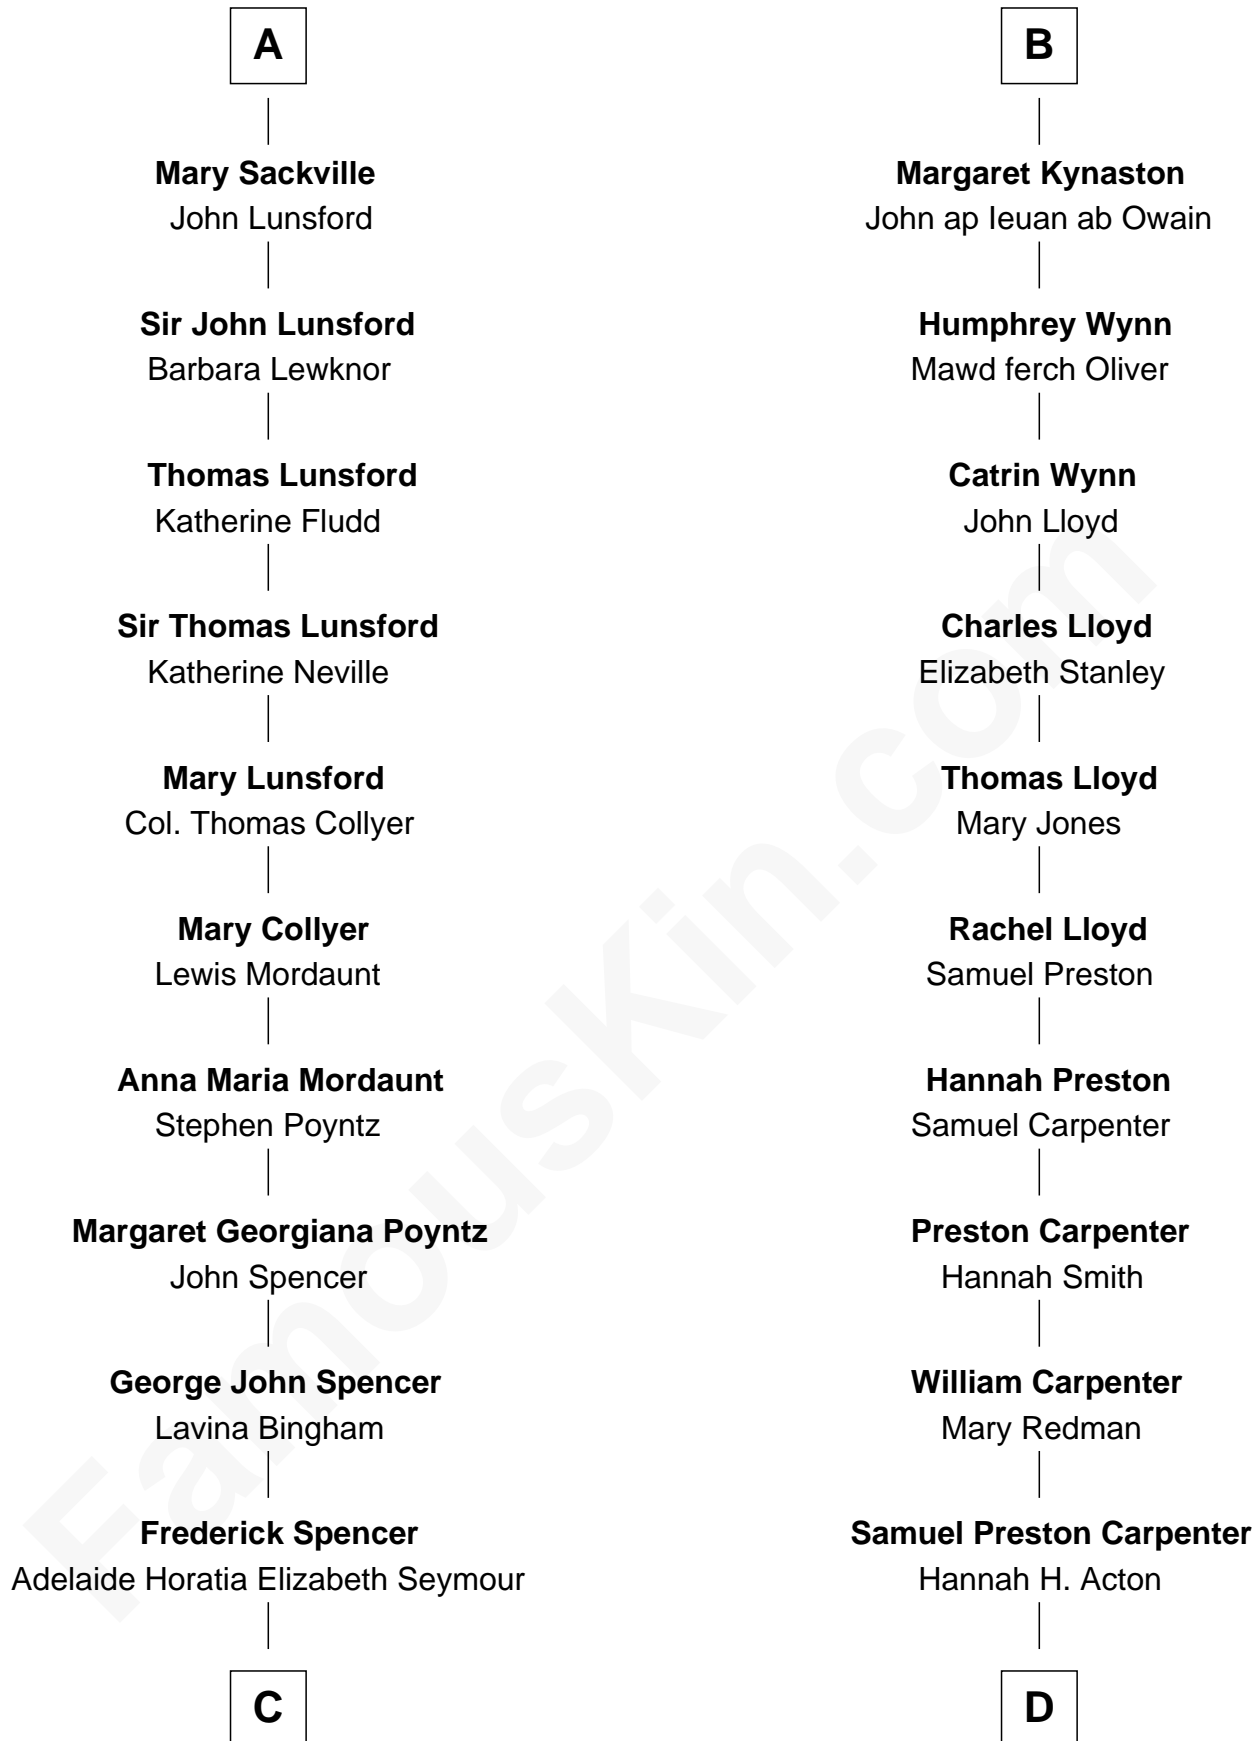 A
Mary Sackville
John Lunsford
Sir John Lunsford
Barbara Lewknor
Thomas Lunsford
Katherine Fludd
Sir Thomas Lunsford
Katherine Neville
Mary Lunsford
Col. Thomas Collyer
Mary Collyer
Lewis Mordaunt
Anna Maria Mordaunt
Stephen Poyntz
Margaret Georgiana Poyntz
John Spencer
George John Spencer
Lavina Bingham
Frederick Spencer
Adelaide Horatia Elizabeth Seymour
C
B
Margaret Kynaston
John ap Ieuan ab Owain
Humphrey Wynn
Mawd ferch Oliver
Catrin Wynn
John Lloyd
Charles Lloyd
Elizabeth Stanley
Thomas Lloyd
Mary Jones
Rachel Lloyd
Samuel Preston
Hannah Preston
Samuel Carpenter
Preston Carpenter
Hannah Smith
William Carpenter
Mary Redman
Samuel Preston Carpenter
Hannah H. Acton
D
FamousKin.com